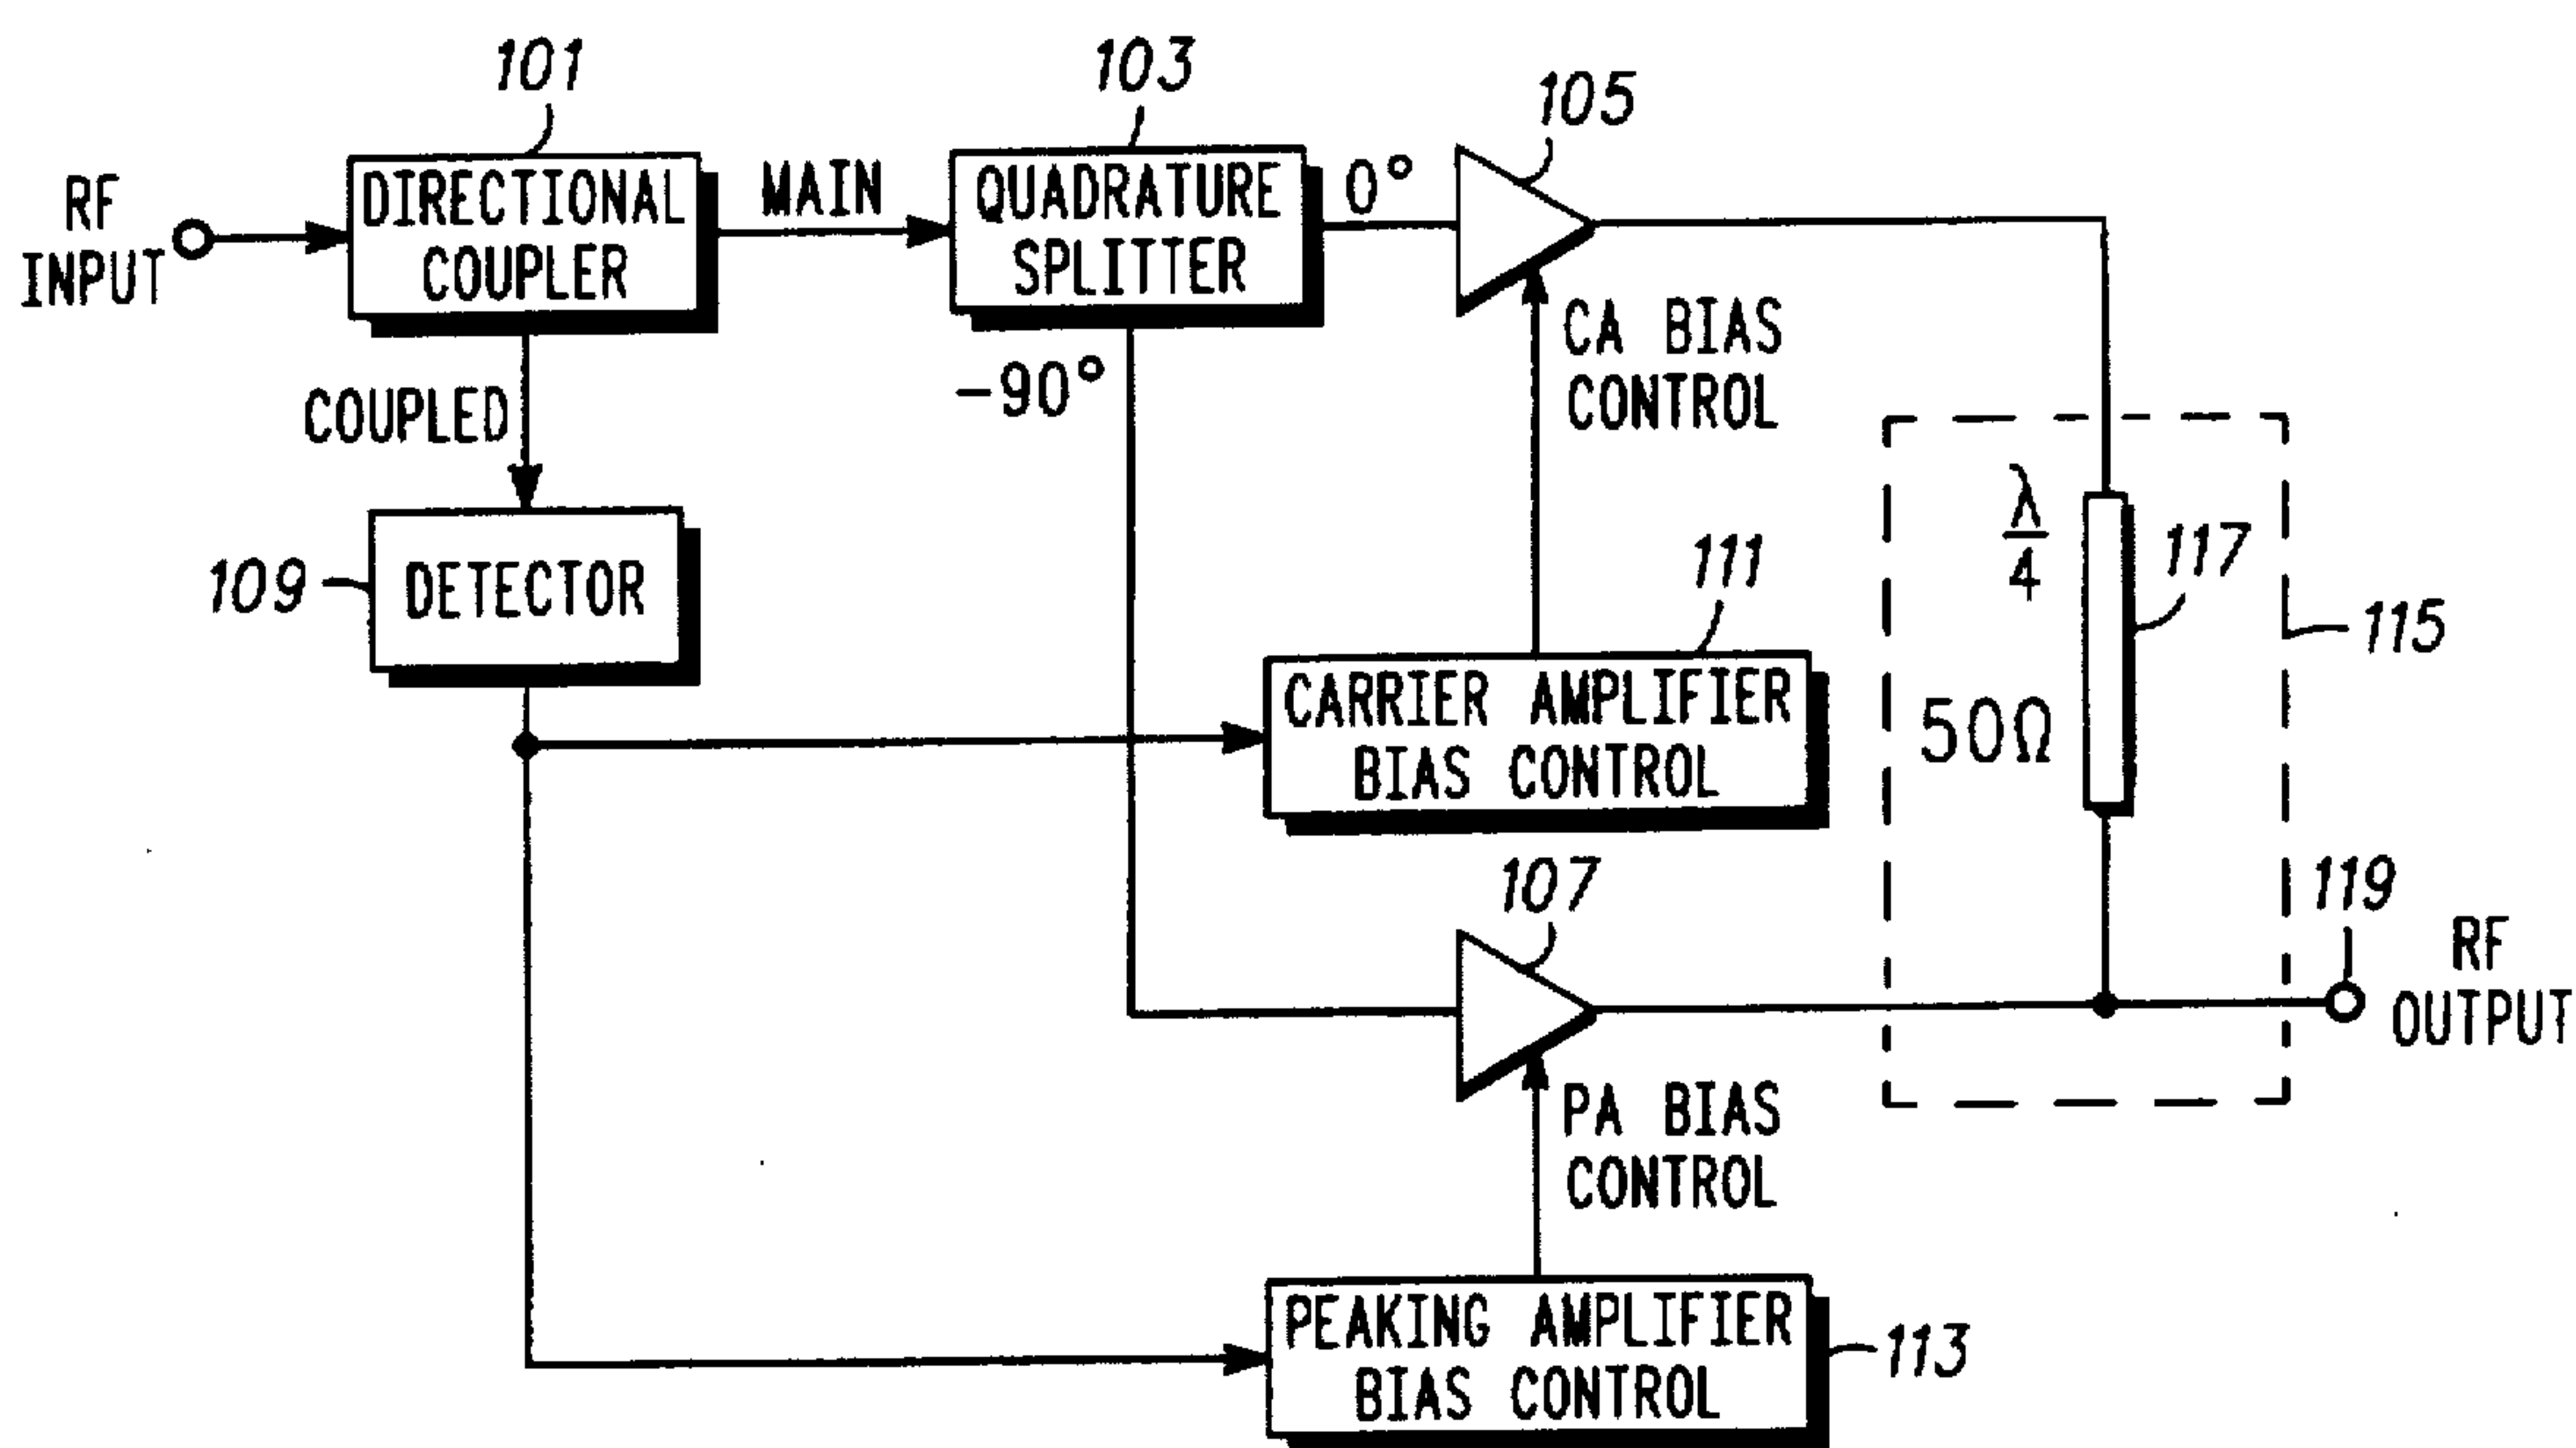 101
103
105
RF
INPUT
DIRECTIONAL
COUPLER
MAIN
QUADRATURE
SPLITTER
0°
-90°
COUPLED
CA BIAS
CONTROL
109
DETECTOR
111
λ
4
117
115
CARRIER AMPLIFIER
BIAS CONTROL
50Ω
107
119
RF
OUTPUT
PA BIAS
CONTROL
PEAKING AMPLIFIER
BIAS CONTROL
113